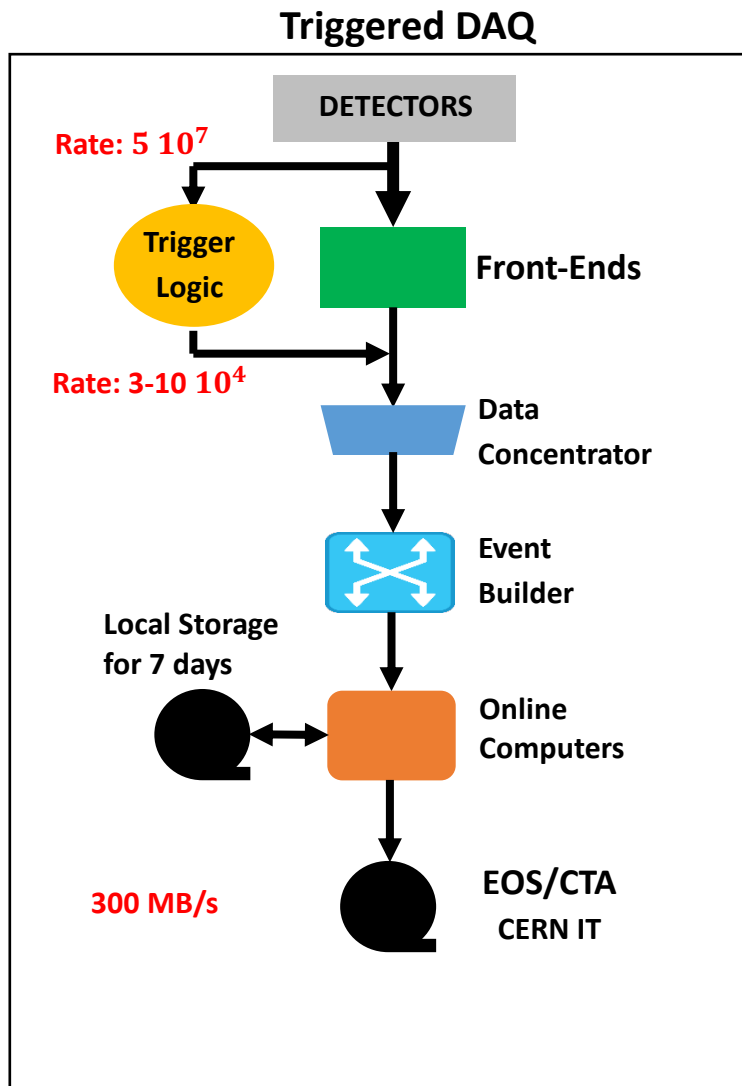 Triggered DAQ
DETECTORS
Rate: 5 10⁷
Trigger
Logic
Front-Ends
Rate: 3-10 10⁴
Data
Concentrator
Event
Builder
Local Storage
for 7 days
Online
Computers
EOS/CTA
300 MB/s
CERN IT